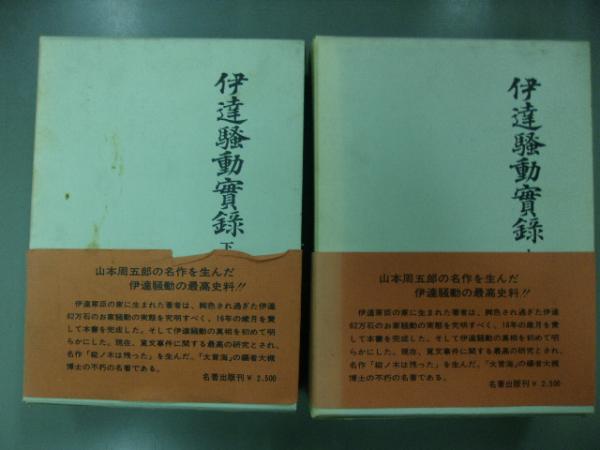 伊達騒動實錄
下
山本周五郎の名作を生んだ
伊達騒動の最高史料!!
伊達家臣の家に生まれた著者は、脚色され過ぎた伊達
62万石のお家騒動の実態を究明すべく、16年の歳月を費
して本書を完成した。そして伊達騒動の真相を初めて明
らかにした。現在、寛文事件に関する最高の研究とされ、
名作「樅ノ木は残った」を生んだ、「大言海」の編者大槻
博士の不朽の名著である。
名著出版刊 ¥2,500
伊達騒動實錄
山本周五郎の名作を生んだ
伊達騒動の最高史料!!
伊達家臣の家に生まれた著者は、脚色され過ぎた伊達
62万石のお家騒動の実態を究明すべく、16年の歳月を費
して本書を完成した。そして伊達騒動の真相を初めて明
らかにした。現在、寛文事件に関する最高の研究とされ、
名作「樅ノ木は残った」を生んだ、「大言海」の編者大槻
博士の不朽の名著である。
名著出版刊 ¥2,500